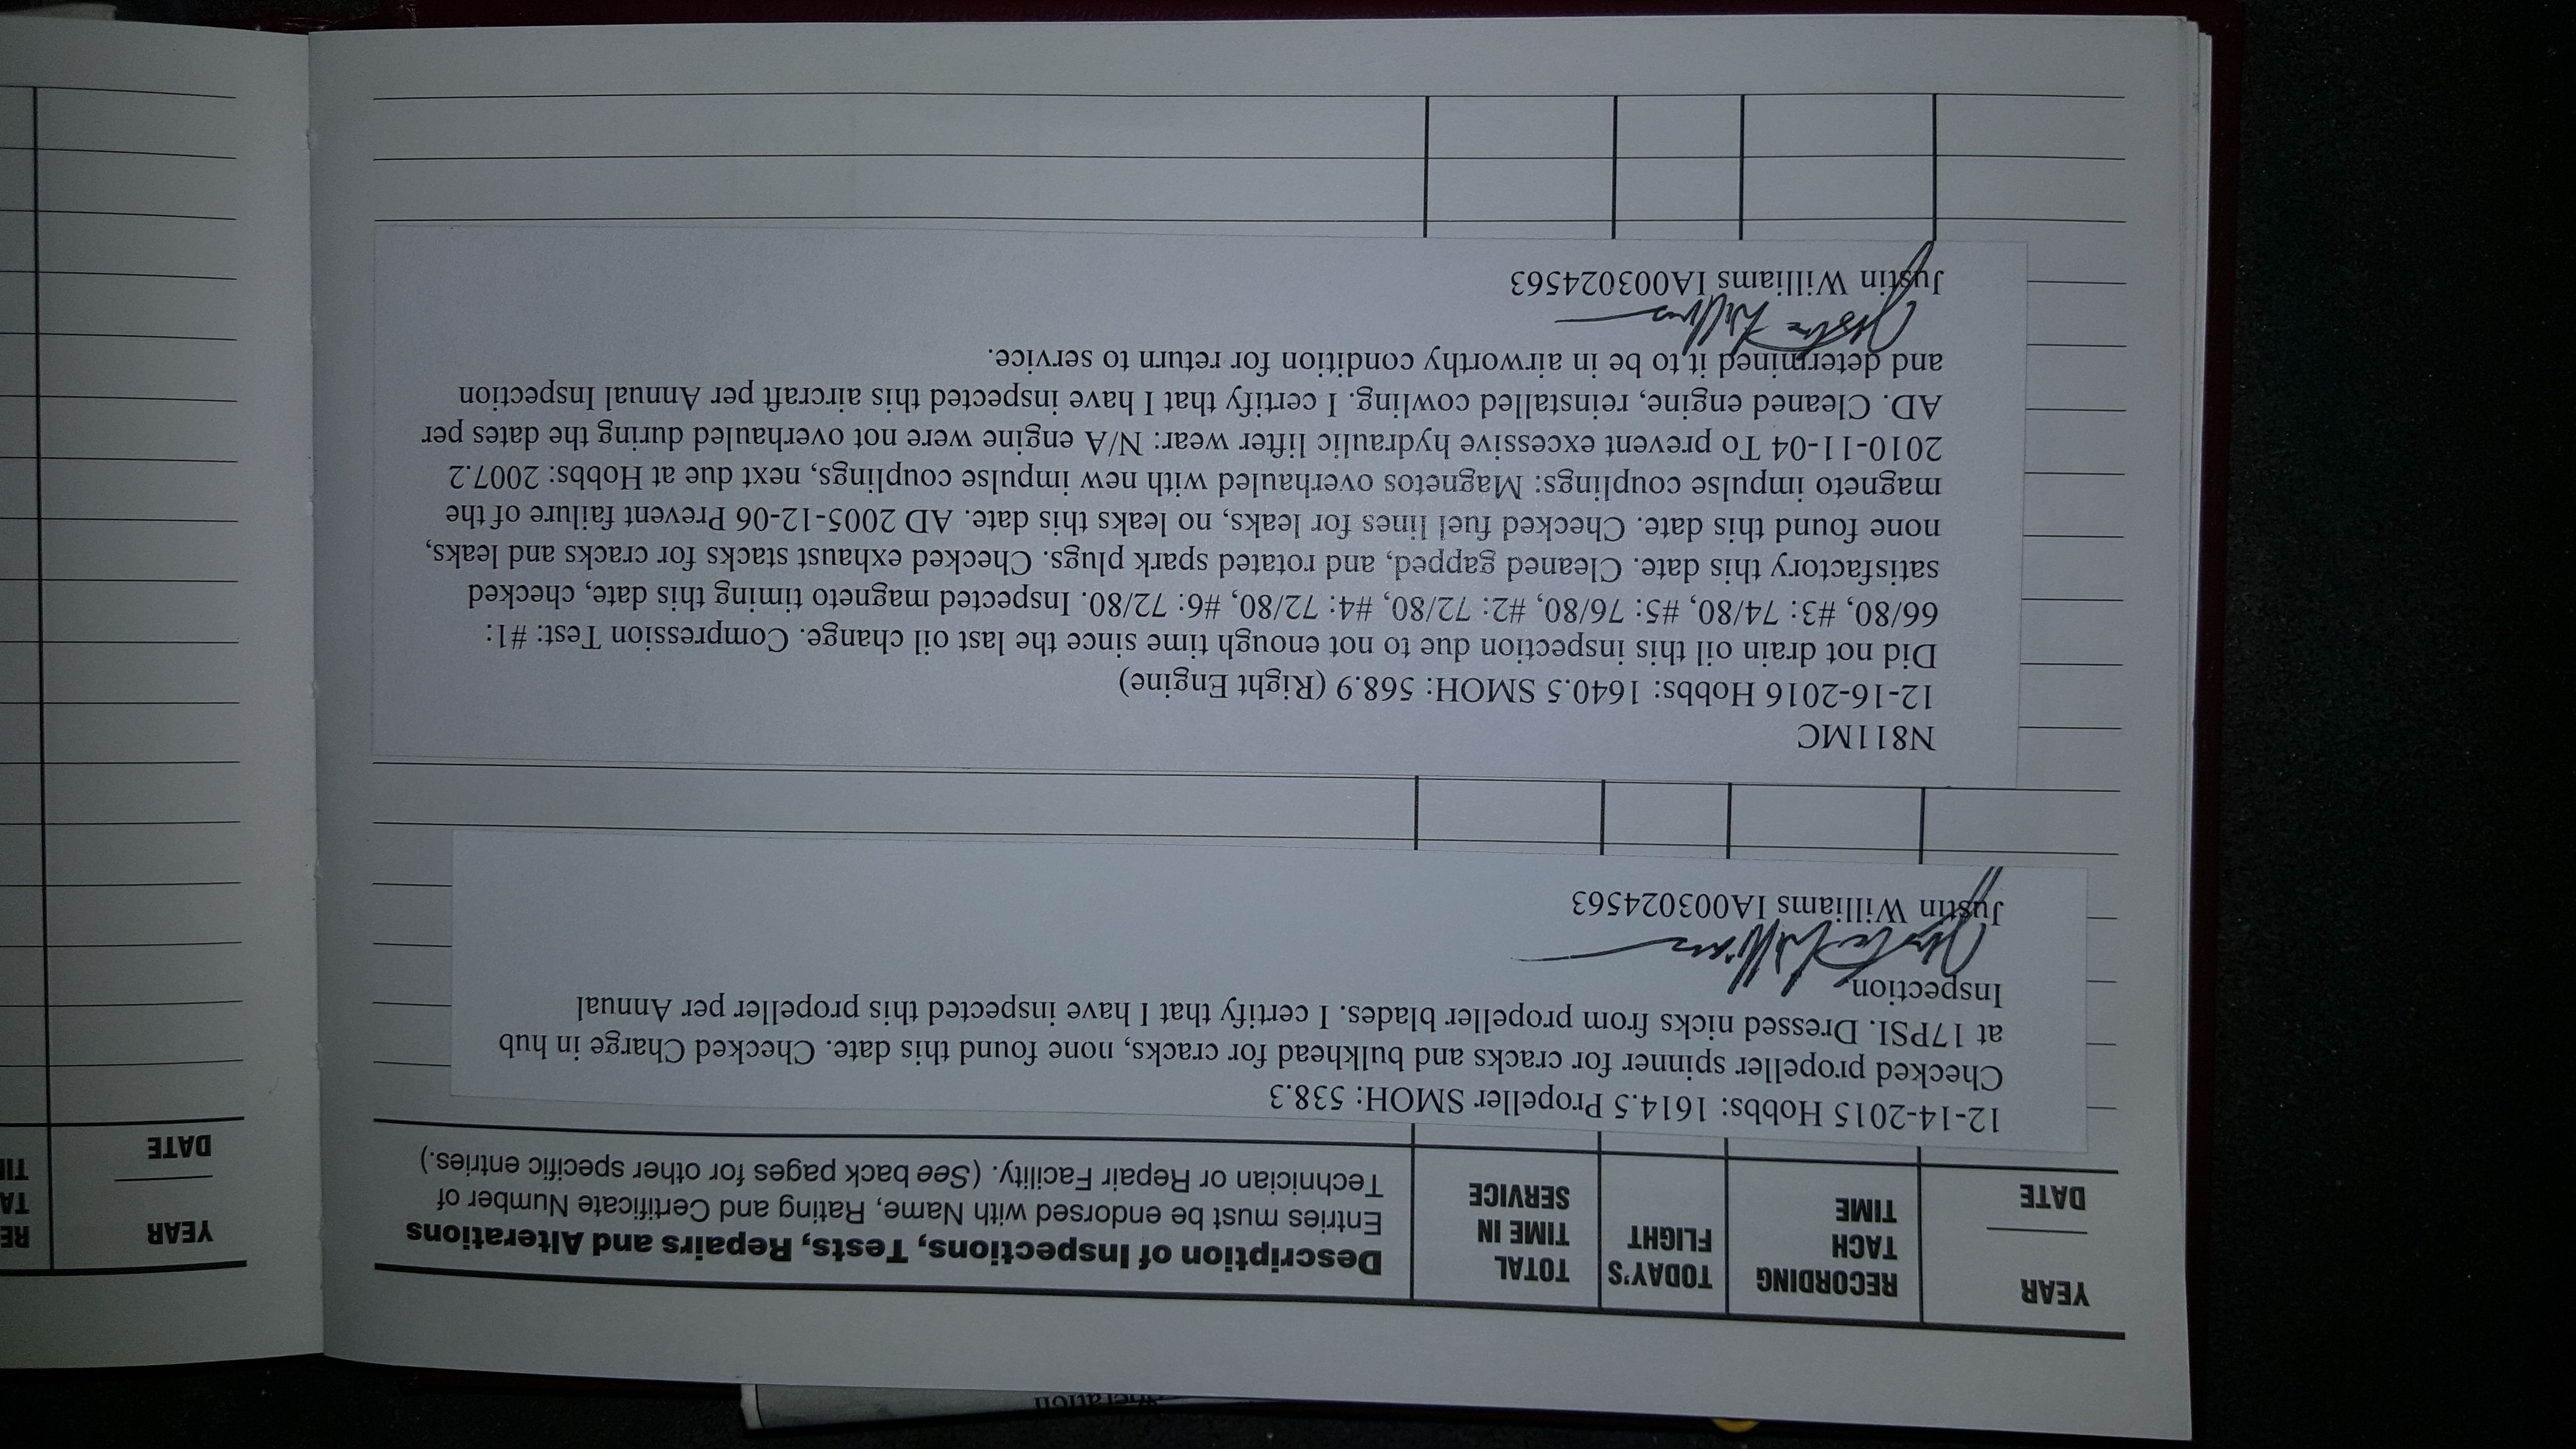 YEAR
DATE
RECORDING
TACH
TIME
TODAY'S
FLIGHT
TOTAL
TIME IN
SERVICE
Description of Inspections, Tests, Repairs and Alterations
Entries must be endorsed with Name, Rating and Certificate Number of
Technician or Repair Facility. (See back pages for other specific entries.)
12-14-2015 Hobbs: 1614.5 Propeller SMOH: 538.3
Checked propeller spinner for cracks and bulkhead for cracks, none found this date. Checked Charge in hub
at 17PSI. Dressed nicks from propeller blades. I certify that I have inspected this propeller per Annual
Inspection
Justin Williams
Justin Williams IA003024563
N811MC
12-16-2016 Hobbs: 1640.5 SMOH: 568.9 (Right Engine)
Did not drain oil this inspection due to not enough time since the last oil change. Compression Test: #1:
66/80, #3: 74/80, #5: 76/80, #2: 72/80, #4: 72/80, #6: 72/80. Inspected magneto timing this date, checked
satisfactory this date. Cleaned gapped, and rotated spark plugs. Checked exhaust stacks for cracks and leaks,
none found this date. Checked fuel lines for leaks, no leaks this date. AD 2005-12-06 Prevent failure of the
magneto impulse couplings: Magnetos overhauled with new impulse couplings, next due at Hobbs: 2007.2
2010-11-04 To prevent excessive hydraulic lifter wear: N/A engine were not overhauled during the dates per
AD. Cleaned engine, reinstalled cowling. I certify that I have inspected this aircraft per Annual Inspection
and determined it to be in airworthy condition for return to service.
Justin Williams
Justin Williams IA003024563
YEAR
DATE
RE
TA
TI